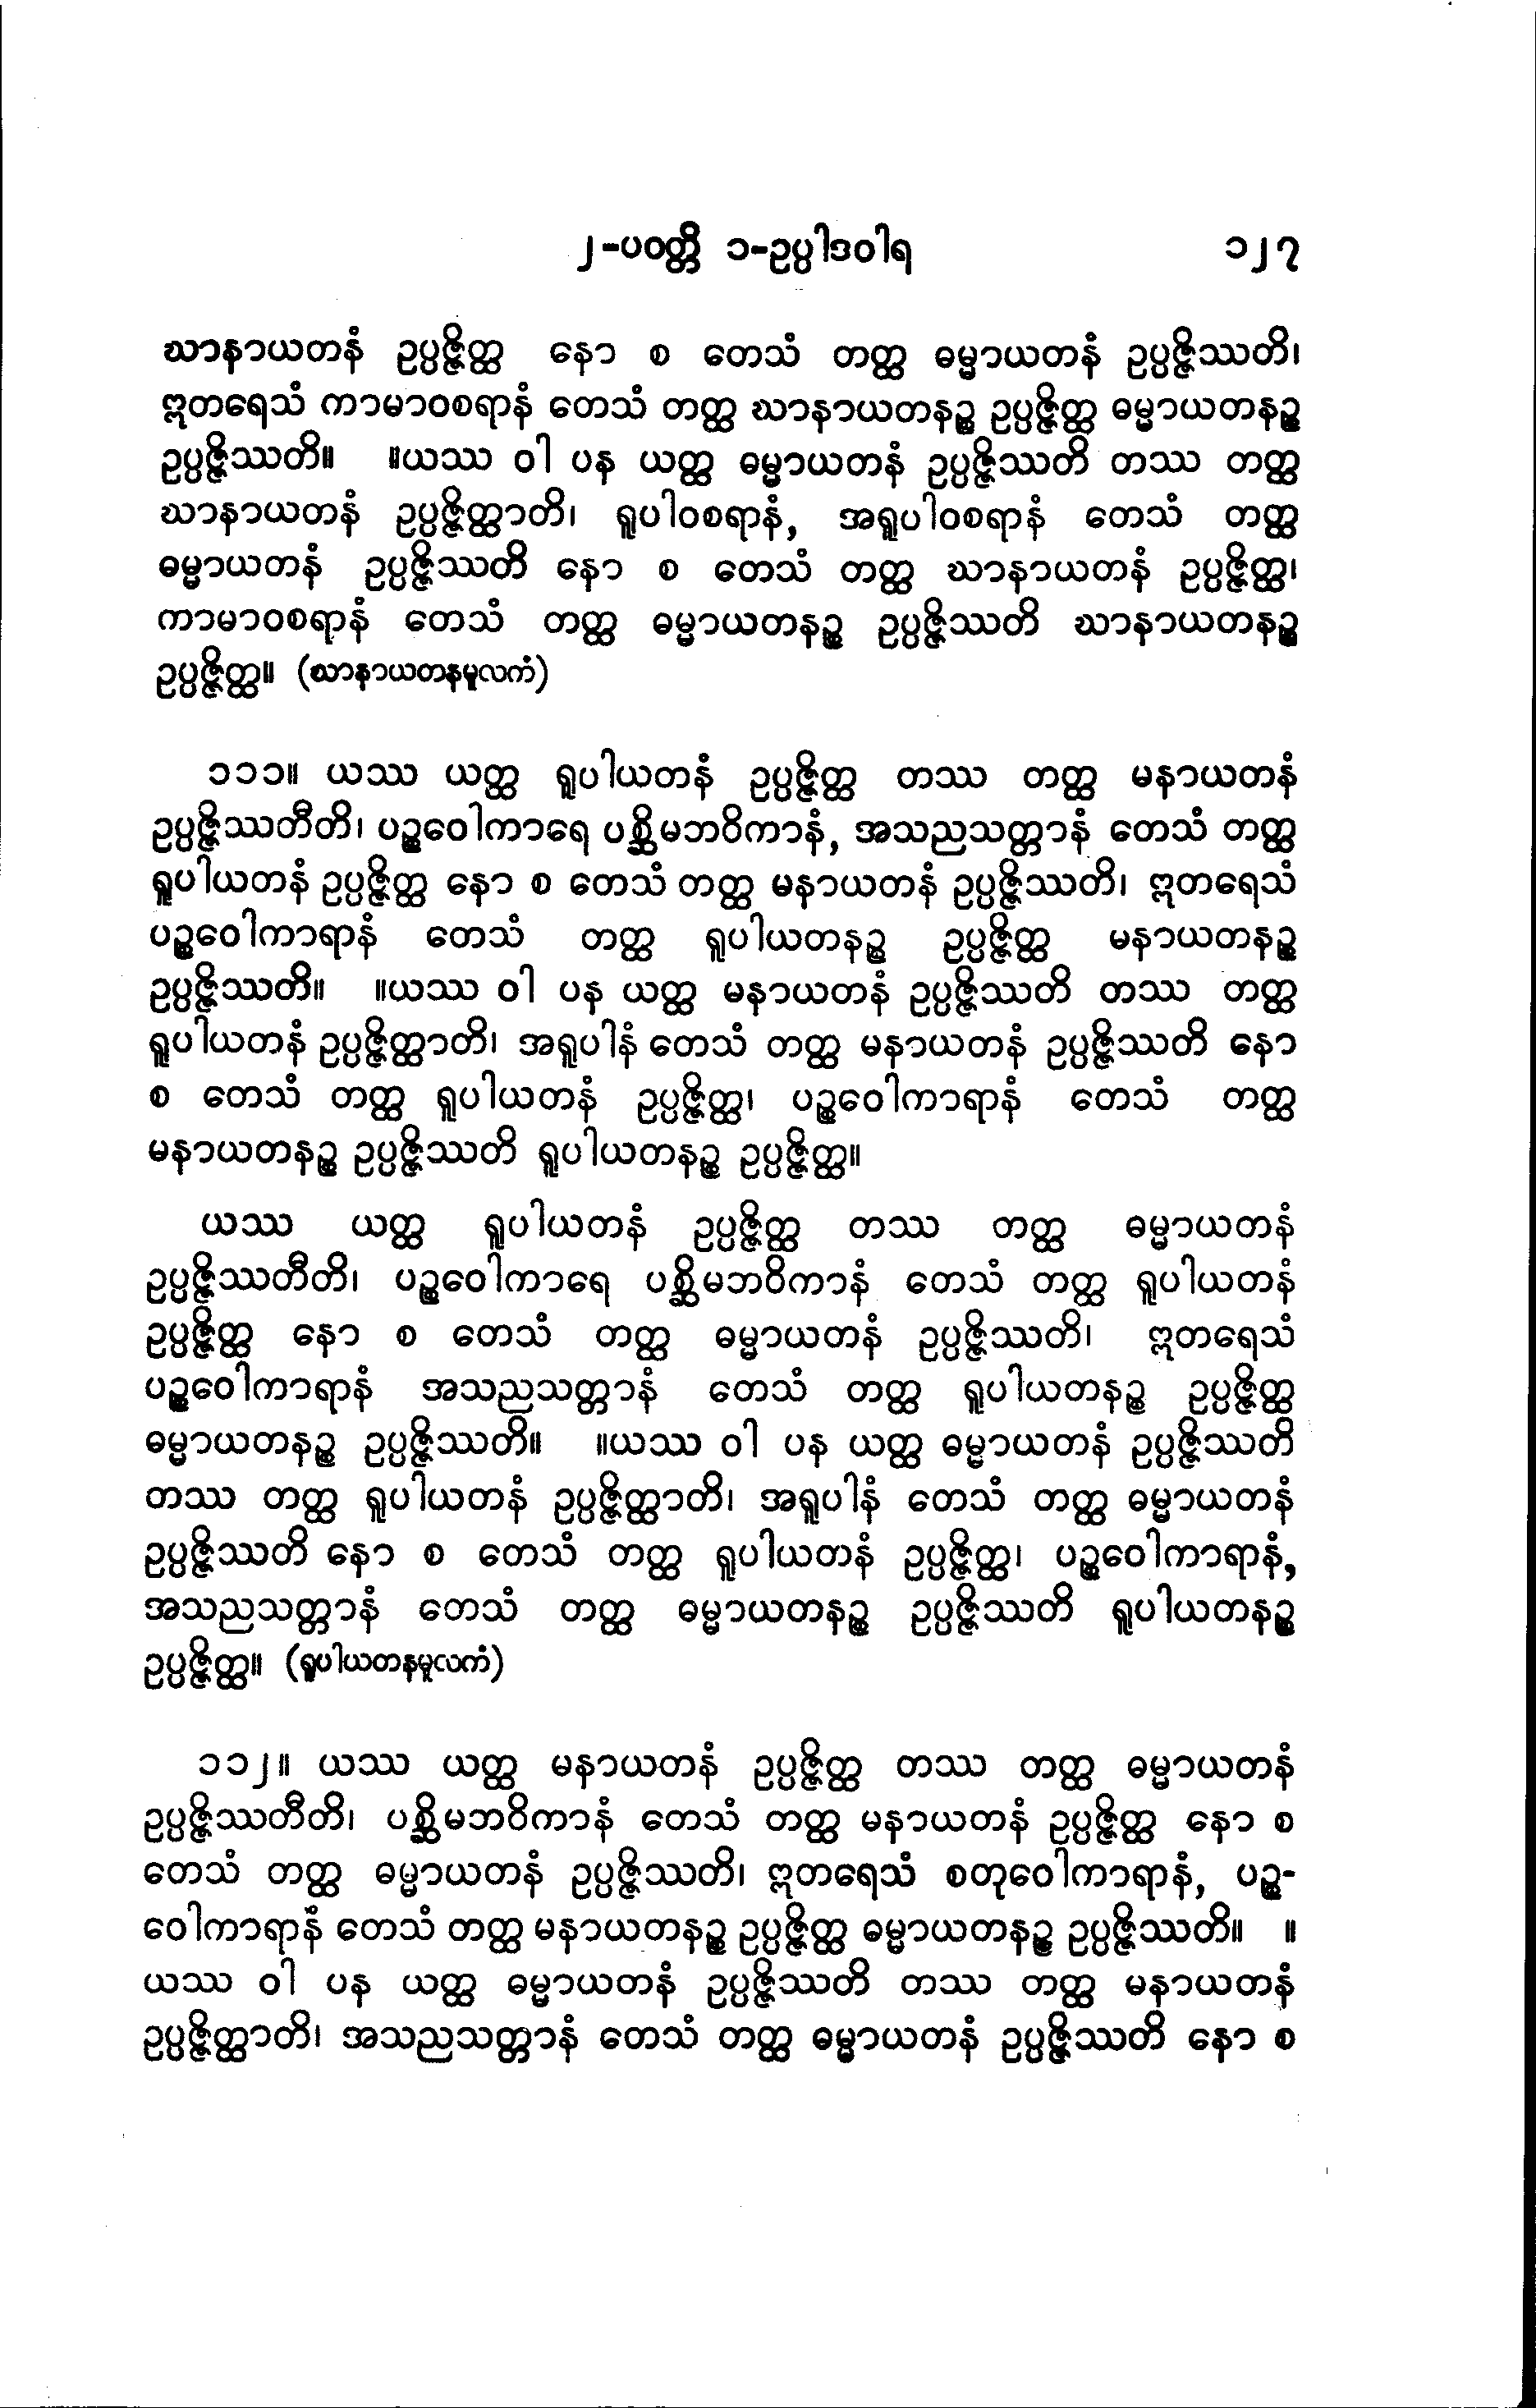 ၂-ပဝတ္တိ ၁-ဥပ္ပါဒဝါရ ၁၂၇
ဃာနာယတနံ ဥပ္ပဇ္ဇိတ္ထ နော စ တေသံ တတ္ထ ဓမ္မာယတနံ ဥပ္ပဇ္ဇိဿတိ၊
ဣတရေသံ ကာမာဝစရာနံ တေသံ တတ္ထ ဃာနာယတနဉ္စ ဥပ္ပဇ္ဇိတ္ထ ဓမ္မာယတနဉ္စ
ဥပ္ပဇ္ဇိဿတိ။ ။ယဿ ဝါ ပန ယတ္ထ ဓမ္မာယတနံ ဥပ္ပဇ္ဇိဿတိ တဿ တတ္ထ
ဃာနာယတနံ ဥပ္ပဇ္ဇိတ္ထာတိ၊ ရူပါဝစရာနံ, အရူပါဝစရာနံ တေသံ တတ္ထ
ဓမ္မာယတနံ ဥပ္ပဇ္ဇိဿတိ နော စ တေသံ တတ္ထ ဃာနာယတနံ ဥပ္ပဇ္ဇိတ္ထ၊
ကာမာဝစရာနံ တေသံ တတ္ထ ဓမ္မာယတနဉ္စ ဥပ္ပဇ္ဇိဿတိ ဃာနာယတနဉ္စ
ဥပ္ပဇ္ဇိတ္ထ။ (ဃာနာယတနမူလကံ)
၁၁၁။ ယဿ ယတ္ထ ရူပါယတနံ ဥပ္ပဇ္ဇိတ္ထ တဿ တတ္ထ မနာယတနံ
ဥပ္ပဇ္ဇိဿတီတိ၊ ပဉ္စဝေါကာရေ ပစ္ဆိမဘဝိကာနံ, အသညသတ္တာနံ တေသံ တတ္ထ
ရူပါယတနံ ဥပ္ပဇ္ဇိတ္ထ နော စ တေသံ တတ္ထ မနာယတနံ ဥပ္ပဇ္ဇိဿတိ၊ ဣတရေသံ
ပဉ္စဝေါကာရာနံ တေသံ တတ္ထ ရူပါယတနဉ္စ ဥပ္ပဇ္ဇိတ္ထ မနာယတနဉ္စ
ဥပ္ပဇ္ဇိဿတိ။ ။ယဿ ဝါ ပန ယတ္ထ မနာယတနံ ဥပ္ပဇ္ဇိဿတိ တဿ တတ္ထ
ရူပါယတနံ ဥပ္ပဇ္ဇိတ္ထာတိ၊ အရူပါနံ တေသံ တတ္ထ မနာယတနံ ဥပ္ပဇ္ဇိဿတိ နော
စ တေသံ တတ္ထ ရူပါယတနံ ဥပ္ပဇ္ဇိတ္ထ၊ ပဉ္စဝေါကာရာနံ တေသံ တတ္ထ
မနာယတနဉ္စ ဥပ္ပဇ္ဇိဿတိ ရူပါယတနဉ္စ ဥပ္ပဇ္ဇိတ္ထ။
ယဿ ယတ္ထ ရူပါယတနံ ဥပ္ပဇ္ဇိတ္ထ တဿ တတ္ထ ဓမ္မာယတနံ
ဥပ္ပဇ္ဇိဿတီတိ၊ ပဉ္စဝေါကာရေ ပစ္ဆိမဘဝိကာနံ တေသံ တတ္ထ ရူပါယတနံ
ဥပ္ပဇ္ဇိတ္ထ နော စ တေသံ တတ္ထ ဓမ္မာယတနံ ဥပ္ပဇ္ဇိဿတိ၊ ဣတရေသံ
ပဉ္စဝေါကာရာနံ အသညသတ္တာနံ တေသံ တတ္ထ ရူပါယတနဉ္စ ဥပ္ပဇ္ဇိတ္ထ
ဓမ္မာယတနဉ္စ ဥပ္ပဇ္ဇိဿတိ။ ။ယဿ ဝါ ပန ယတ္ထ ဓမ္မာယတနံ ဥပ္ပဇ္ဇိဿတိ
တဿ တတ္ထ ရူပါယတနံ ဥပ္ပဇ္ဇိတ္ထာတိ၊ အရူပါနံ တေသံ တတ္ထ ဓမ္မာယတနံ
ဥပ္ပဇ္ဇိဿတိ နော စ တေသံ တတ္ထ ရူပါယတနံ ဥပ္ပဇ္ဇိတ္ထ၊ ပဉ္စဝေါကာရာနံ,
အသညသတ္တာနံ တေသံ တတ္ထ ဓမ္မာယတနဉ္စ ဥပ္ပဇ္ဇိဿတိ ရူပါယတနဉ္စ
ဥပ္ပဇ္ဇိတ္ထ။ (ရူပါယတနမူလကံ)
၁၁၂။ ယဿ ယတ္ထ မနာယတနံ ဥပ္ပဇ္ဇိတ္ထ တဿ တတ္ထ ဓမ္မာယတနံ
ဥပ္ပဇ္ဇိဿတီတိ၊ ပစ္ဆိမဘဝိကာနံ တေသံ တတ္ထ မနာယတနံ ဥပ္ပဇ္ဇိတ္ထ နော စ
တေသံ တတ္ထ ဓမ္မာယတနံ ဥပ္ပဇ္ဇိဿတိ၊ ဣတရေသံ စတုဝေါကာရာနံ, ပဉ္စ-
ဝေါကာရာနံ တေသံ တတ္ထ မနာယတနဉ္စ ဥပ္ပဇ္ဇိတ္ထ ဓမ္မာယတနဉ္စ ဥပ္ပဇ္ဇိဿတိ။ ။
ယဿ ဝါ ပန ယတ္ထ ဓမ္မာယတနံ ဥပ္ပဇ္ဇိဿတိ တဿ တတ္ထ မနာယတနံ
ဥပ္ပဇ္ဇိတ္ထာတိ၊ အသညသတ္တာနံ တေသံ တတ္ထ ဓမ္မာယတနံ ဥပ္ပဇ္ဇိဿတိ နော စ